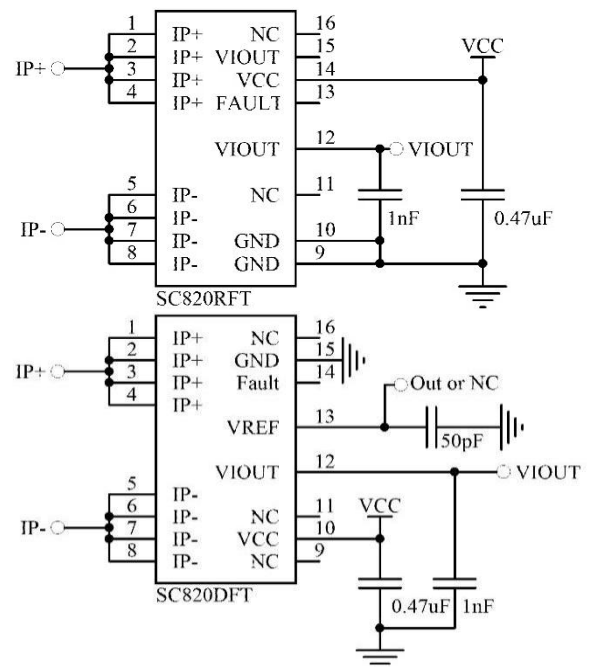 1 IP+ NC 16
2 IP+ VIOUT 15
IP+ 3 IP+ VCC 14 VCC
4 IP+ FAULT 13
VIOUT 12 VIOUT
5 IP- NC 11
6 IP- 1nF 0.47uF
IP- 7 IP- GND 10
8 IP- GND 9
SC820RFT
1 IP+ NC 16
2 IP+ GND 15
IP+ 3 IP+ Fault 14 Out or NC
4 IP+
VREF 13 50pF
VIOUT 12 VIOUT
5 IP-
6 IP- NC 11 VCC
IP- 7 IP- VCC 10
8 IP- NC 9
SC820DFT 0.47uF 1nF